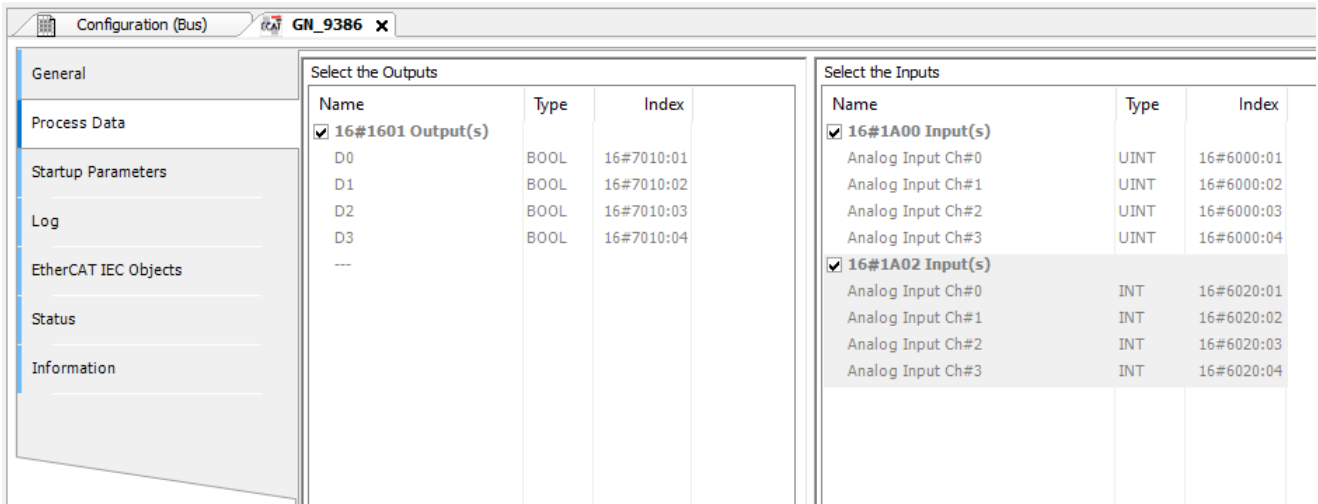 Configuration (Bus) GN_9386
General
Process Data
Startup Parameters
Log
EtherCAT IEC Objects
Status
Information
Select the Outputs
Name Type Index
16#1601 Output(s)
D0 BOOL 16#7010:01
D1 BOOL 16#7010:02
D2 BOOL 16#7010:03
D3 BOOL 16#7010:04
---
Select the Inputs
Name Type Index
16#1A00 Input(s)
Analog Input Ch#0 UINT 16#6000:01
Analog Input Ch#1 UINT 16#6000:02
Analog Input Ch#2 UINT 16#6000:03
Analog Input Ch#3 UINT 16#6000:04
16#1A02 Input(s)
Analog Input Ch#0 INT 16#6020:01
Analog Input Ch#1 INT 16#6020:02
Analog Input Ch#2 INT 16#6020:03
Analog Input Ch#3 INT 16#6020:04